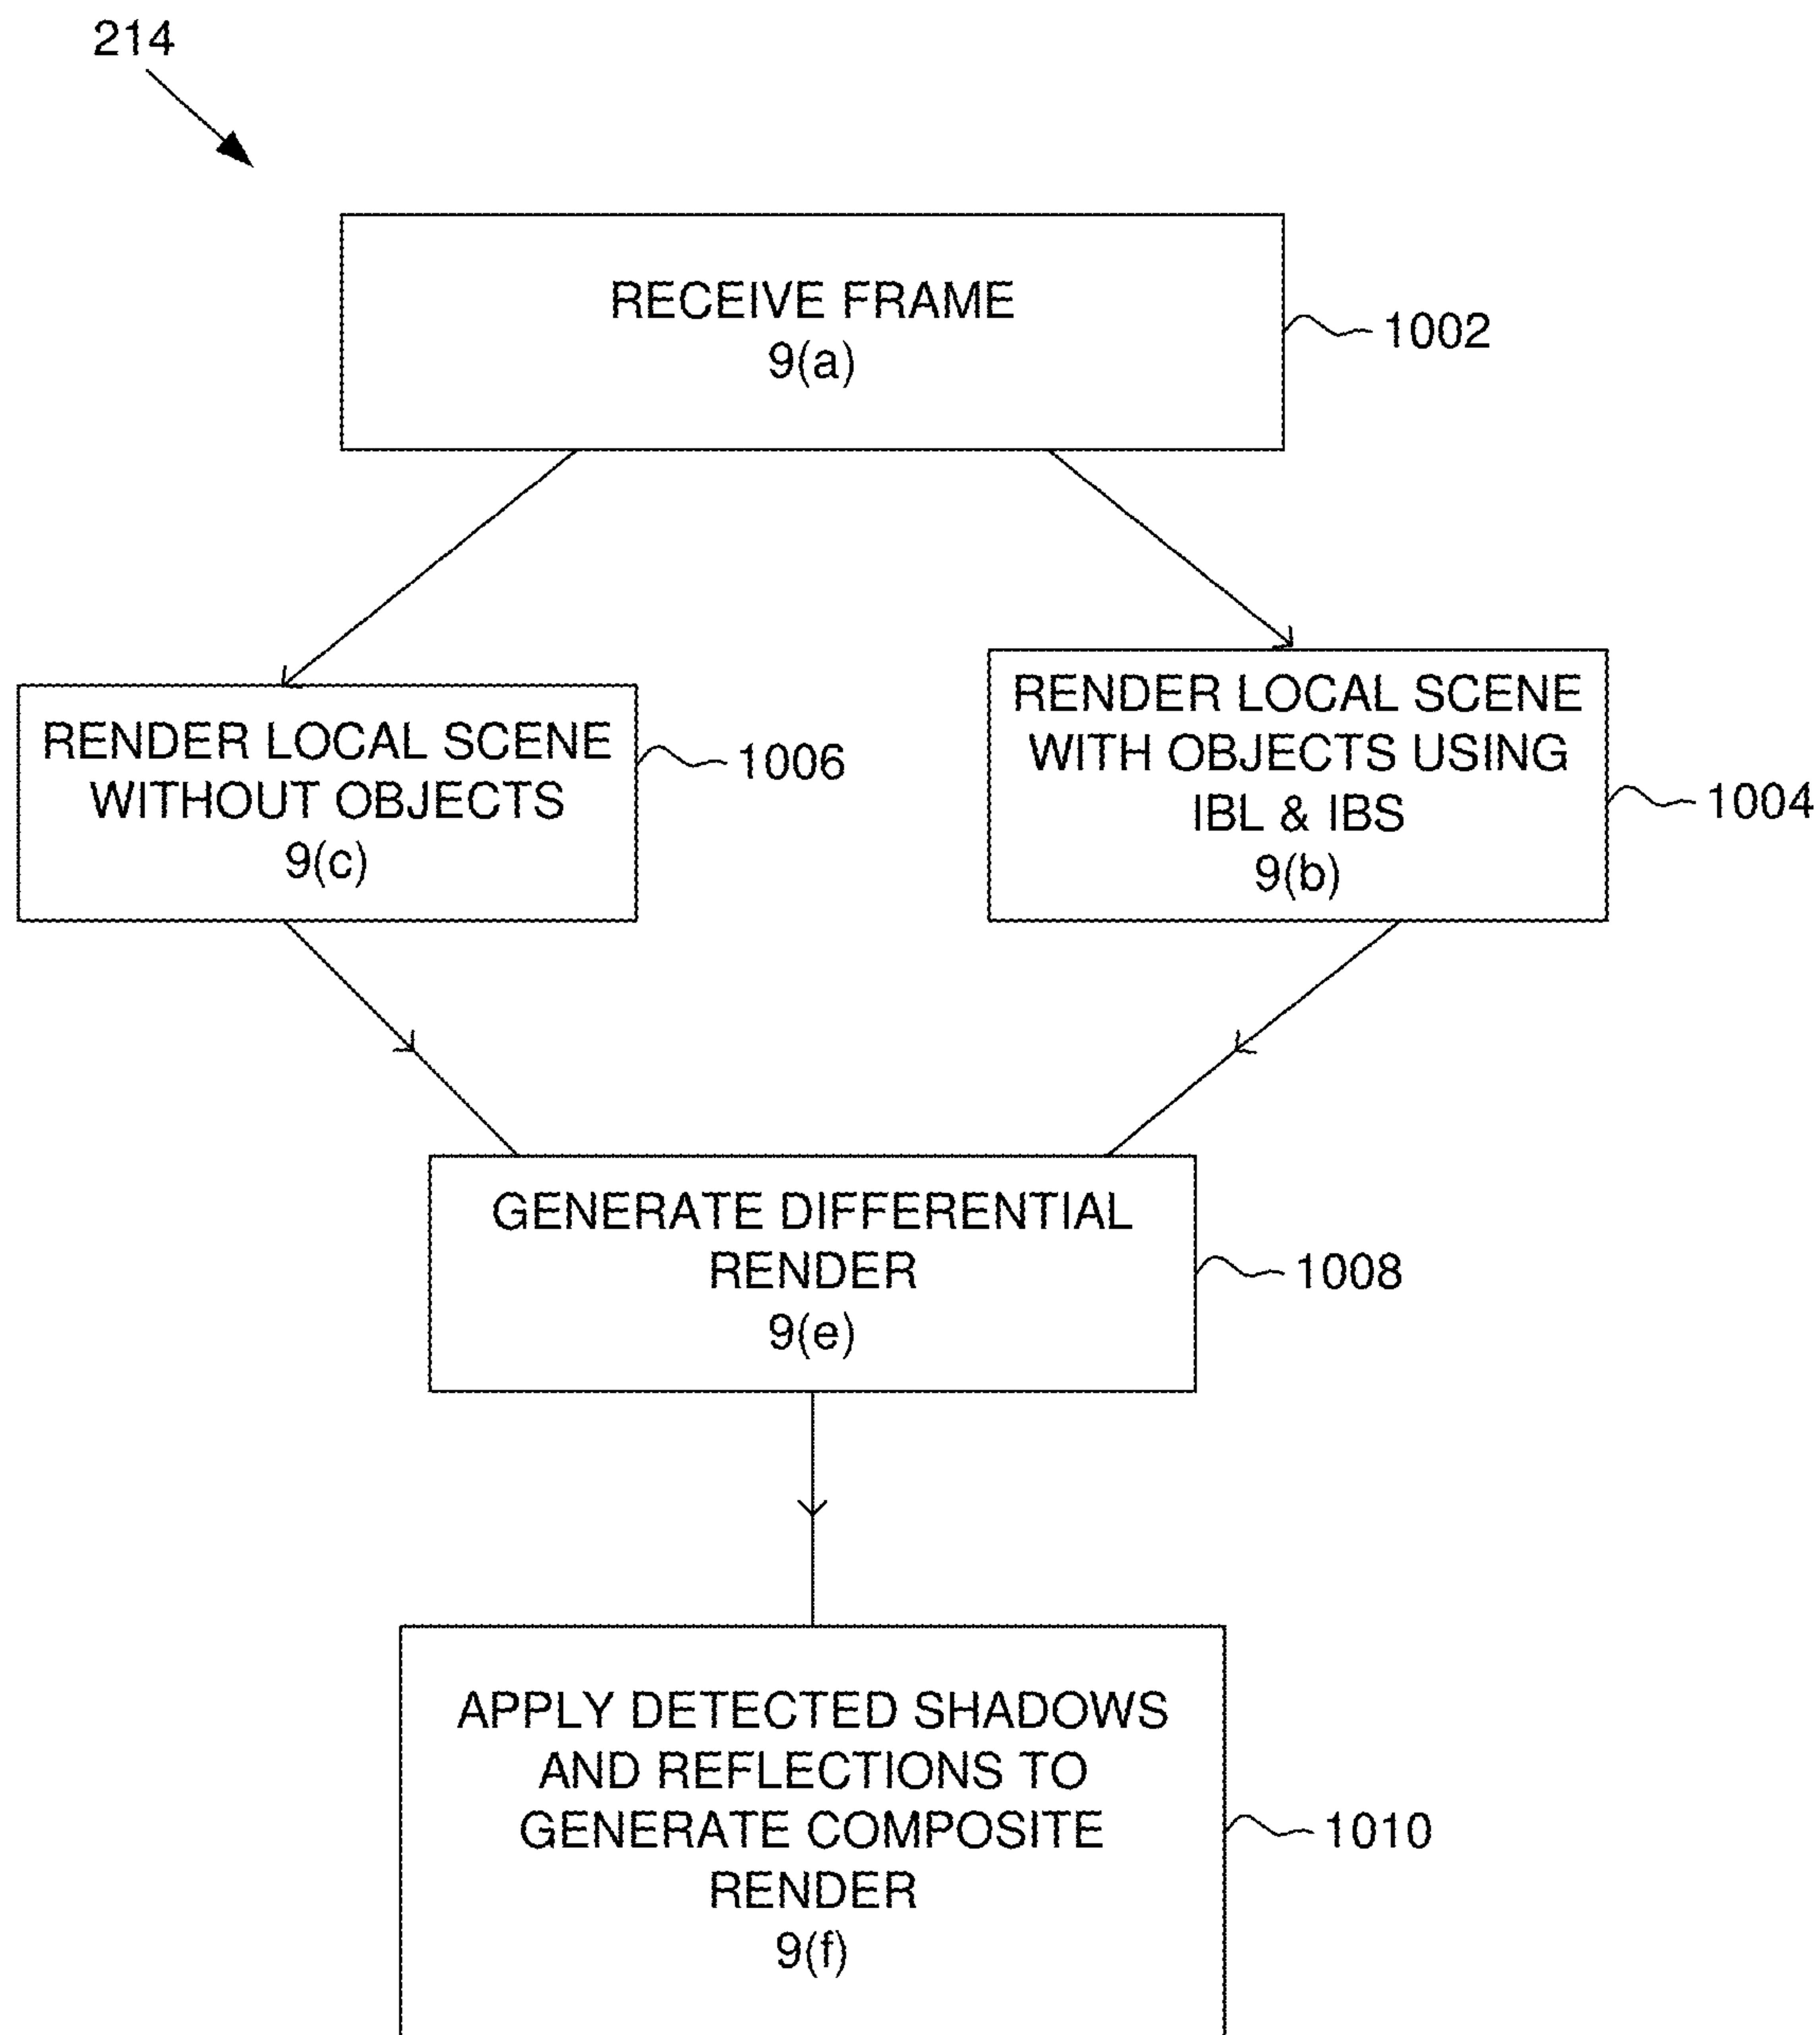 214
RECEIVE FRAME
9(a)
1002
RENDER LOCAL SCENE
WITHOUT OBJECTS
9(c)
1006
RENDER LOCAL SCENE
WITH OBJECTS USING
IBL & IBS
9(b)
1004
GENERATE DIFFERENTIAL
RENDER
9(e)
1008
APPLY DETECTED SHADOWS
AND REFLECTIONS TO
GENERATE COMPOSITE
RENDER
9(f)
1010